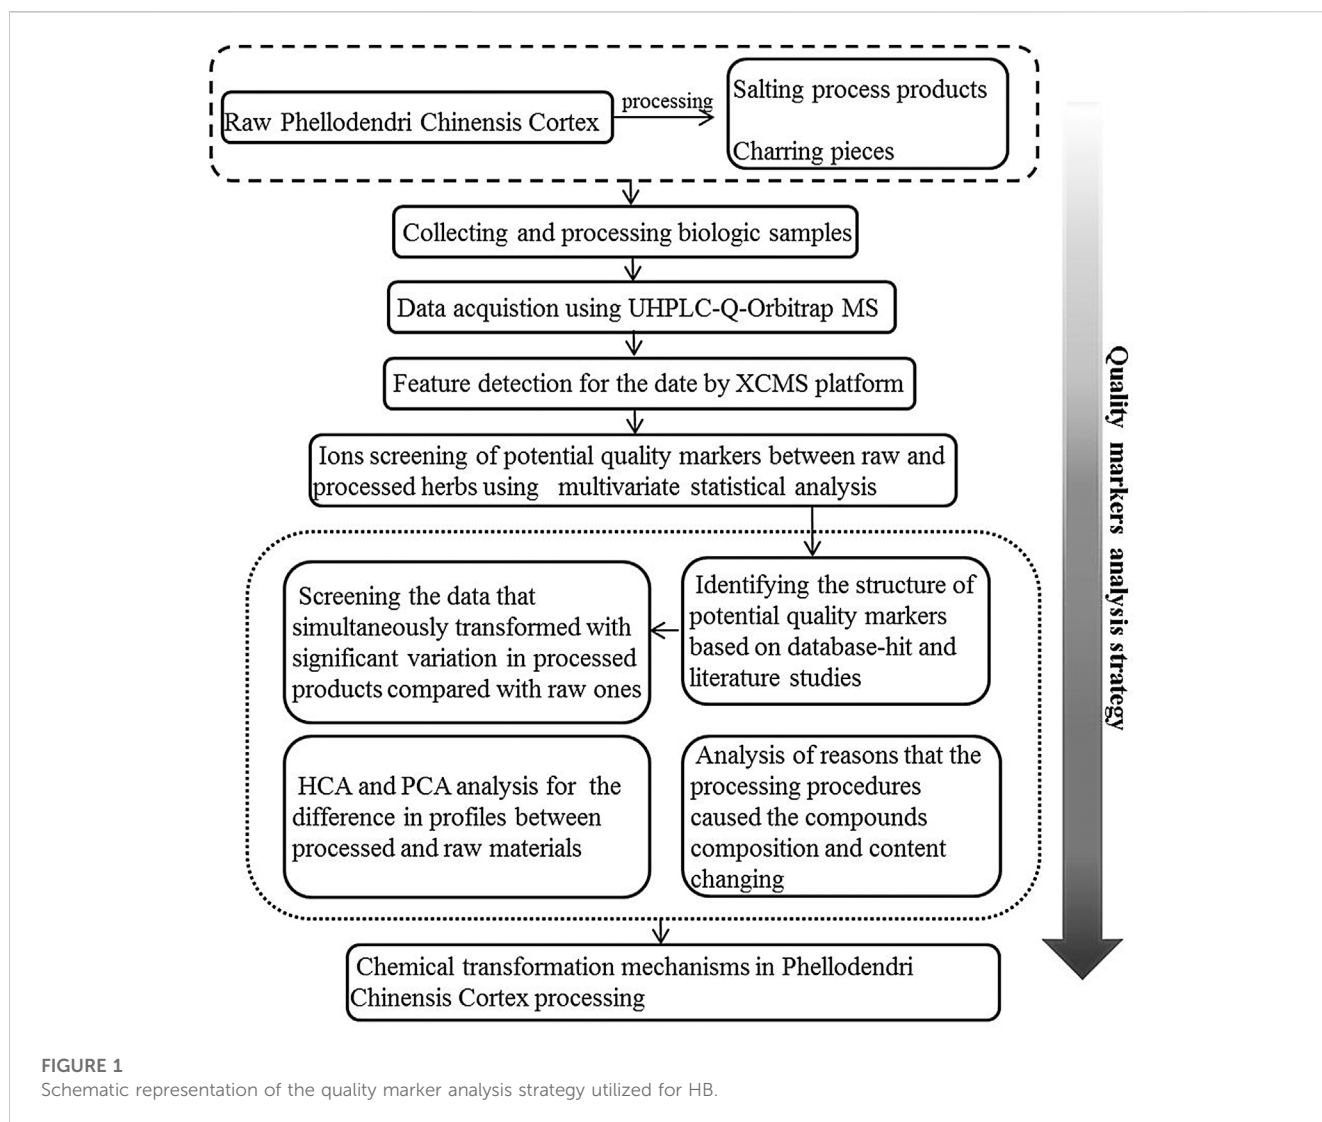 Raw Phellodendri Chinensis Cortex
processing
Salting process products
Charring pieces
Collecting and processing biologic samples
Data acquistion using UHPLC-Q-Orbitrap MS
Feature detection for the date by XCMS platform
Ions screening of potential quality markers between raw and
processed herbs using multivariate statistical analysis
Identifying the structure of
potential quality markers
based on database-hit and
literature studies
Screening the data that
simultaneously transformed with
significant variation in processed
products compared with raw ones
HCA and PCA analysis for the
difference in profiles between
processed and raw materials
Analysis of reasons that the
processing procedures
caused the compounds
composition and content
changing
Chemical transformation mechanisms in Phellodendri
Chinensis Cortex processing
Quality markers analysis strategy
FIGURE 1
Schematic representation of the quality marker analysis strategy utilized for HB.